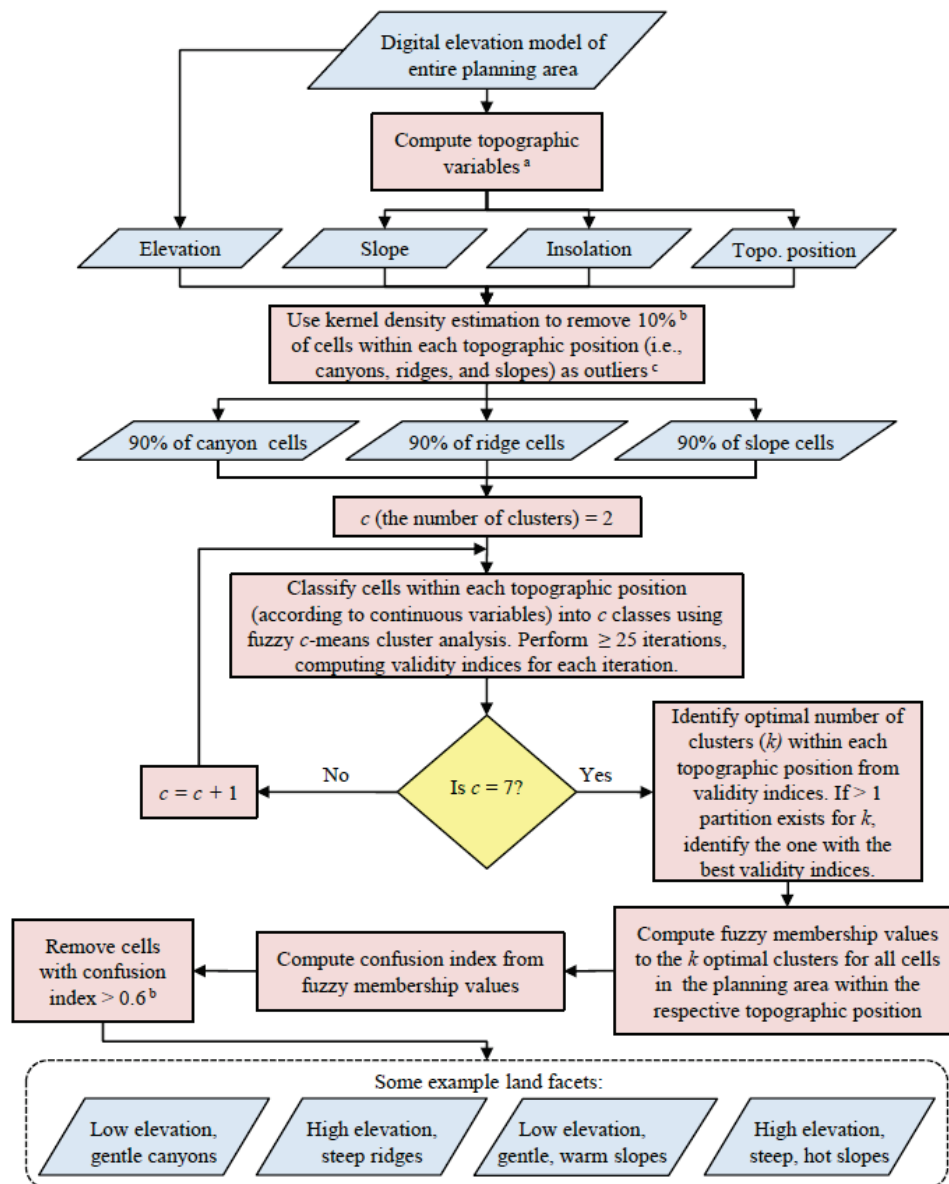 Digital elevation model of
entire planning area
Compute topographic
variables a
Elevation
Slope
Insolation
Topo. position
Use kernel density estimation to remove 10% b
of cells within each topographic position (i.e.,
canyons, ridges, and slopes) as outliers c
90% of canyon cells
90% of ridge cells
90% of slope cells
c (the number of clusters) = 2
Classify cells within each topographic position
(according to continuous variables) into c classes using
fuzzy c-means cluster analysis. Perform ≥ 25 iterations,
computing validity indices for each iteration.
Is c = 7?
No
Yes
c = c + 1
Identify optimal number of
clusters (k) within each
topographic position from
validity indices. If > 1
partition exists for k,
identify the one with the
best validity indices.
Compute fuzzy membership values
to the k optimal clusters for all cells
in the planning area within the
respective topographic position
Compute confusion index from
fuzzy membership values
Remove cells
with confusion
index > 0.6 b
Some example land facets:
Low elevation,
gentle canyons
High elevation,
steep ridges
Low elevation,
gentle, warm slopes
High elevation,
steep, hot slopes